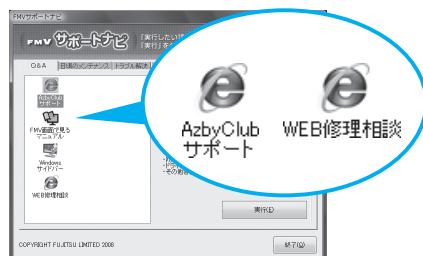 FMVサポートナビ
FMV サポートナビ
「実行したい
「実行」を
Q&A
日頃のメンテナンス
トラブル解決
AzbyClub
サポート
FMV画面で見る
マニュアル
Windows
サイドバー
WEB修理相談
AzbyClub
サポート
WEB修理相談
実行(E)
COPYRIGHT FUJITSU LIMITED 2008
終了(Q)